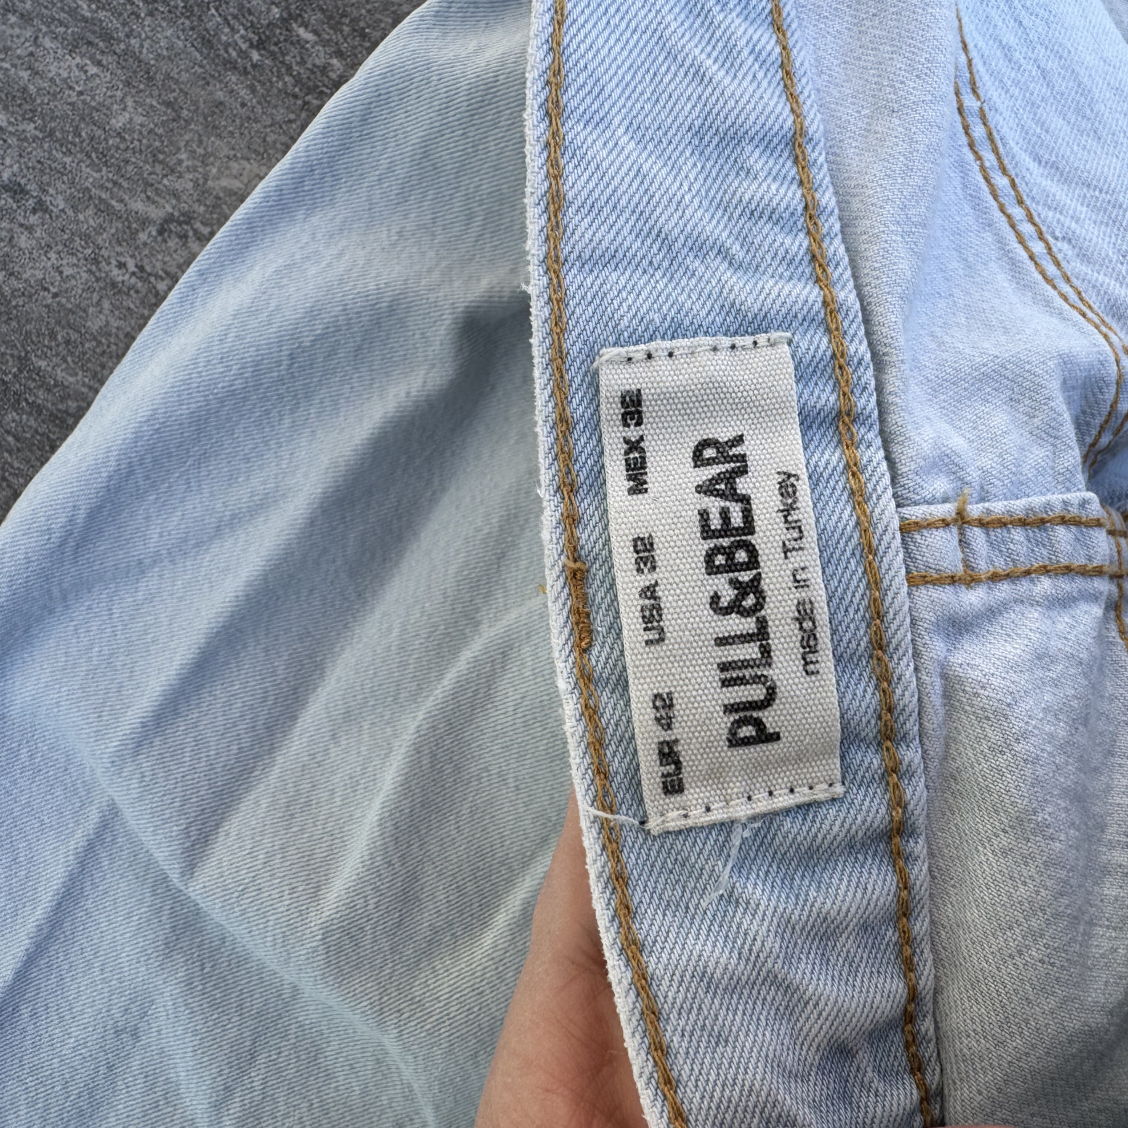 EUR 42 USA 32 MEX 32
PULL&BEAR
made in Turkey